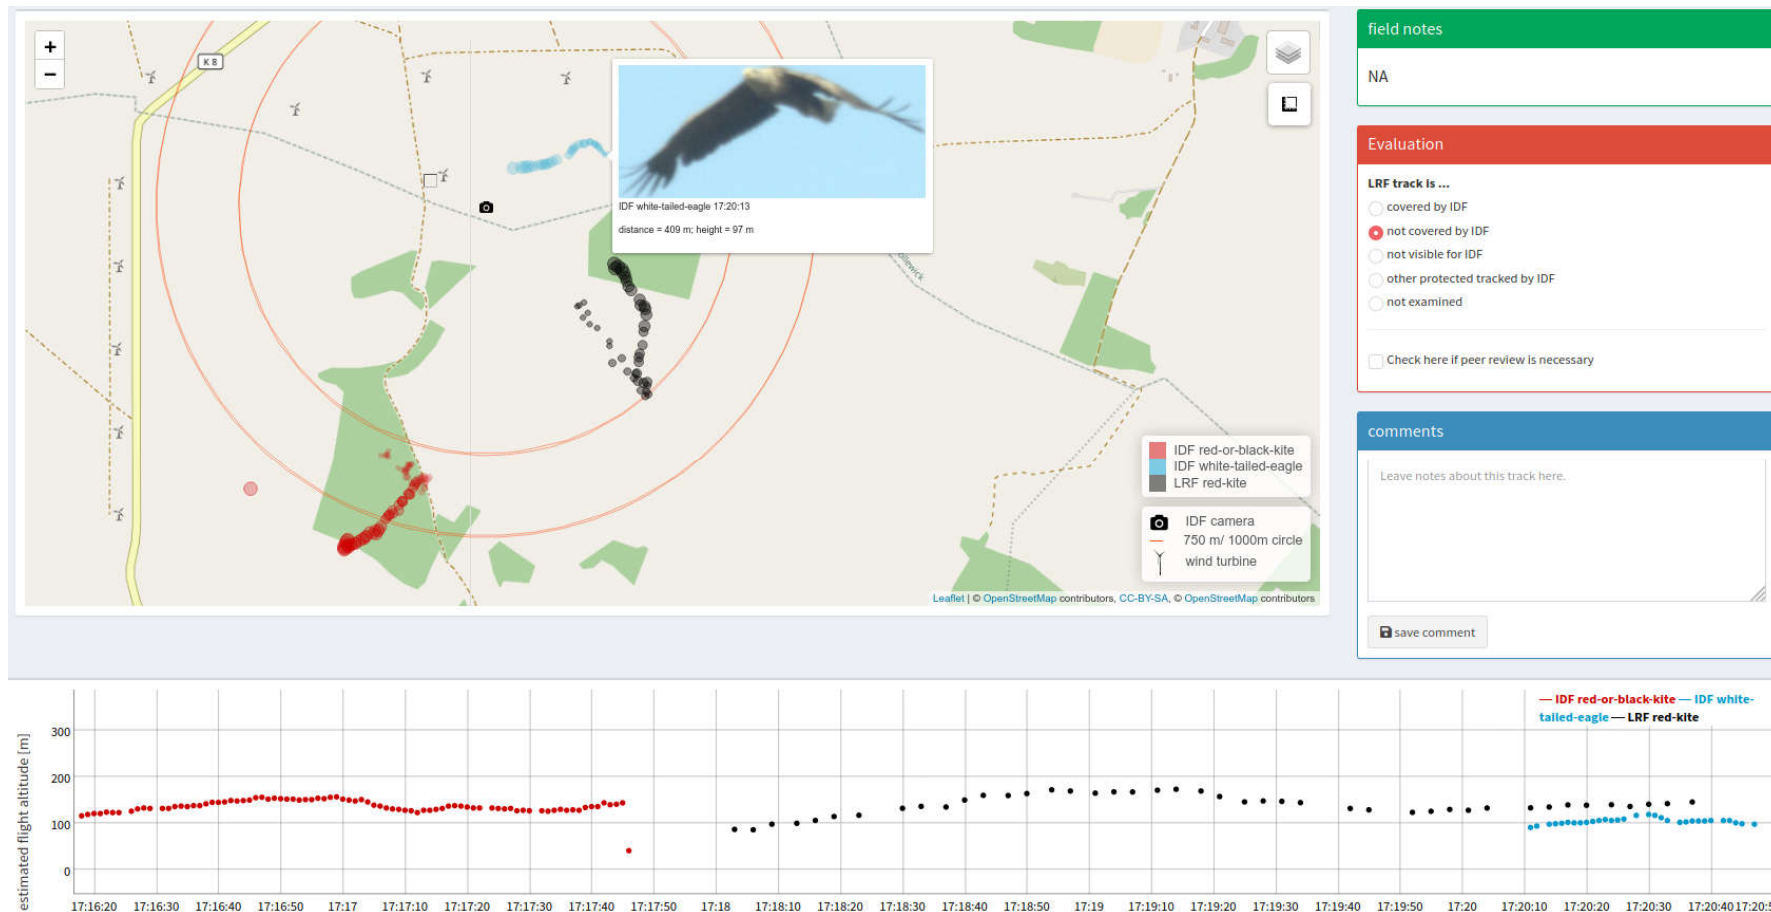 +
−
K 8
IDF white-tailed-eagle 17:20:13
distance = 409 m; height = 97 m
ollewick
IDF red-or-black-kite
IDF white-tailed-eagle
LRF red-kite
IDF camera
750 m/ 1000m circle
wind turbine
Leaflet | © OpenStreetMap contributors, CC-BY-SA, © OpenStreetMap contributors
field notes
NA
Evaluation
LRF track is ...
covered by IDF
not covered by IDF
not visible for IDF
other protected tracked by IDF
not examined
Check here if peer review is necessary
comments
Leave notes about this track here.
save comment
— IDF red-or-black-kite — IDF white-
tailed-eagle — LRF red-kite
estimated flight altitude [m]
300
200
100
0
17:16:20 17:16:30 17:16:40 17:16:50 17:17 17:17:10 17:17:20 17:17:30 17:17:40 17:17:50 17:18 17:18:10 17:18:20 17:18:30 17:18:40 17:18:50 17:19 17:19:10 17:19:20 17:19:30 17:19:40 17:19:50 17:20 17:20:10 17:20:20 17:20:30 17:20:40 17:20:5